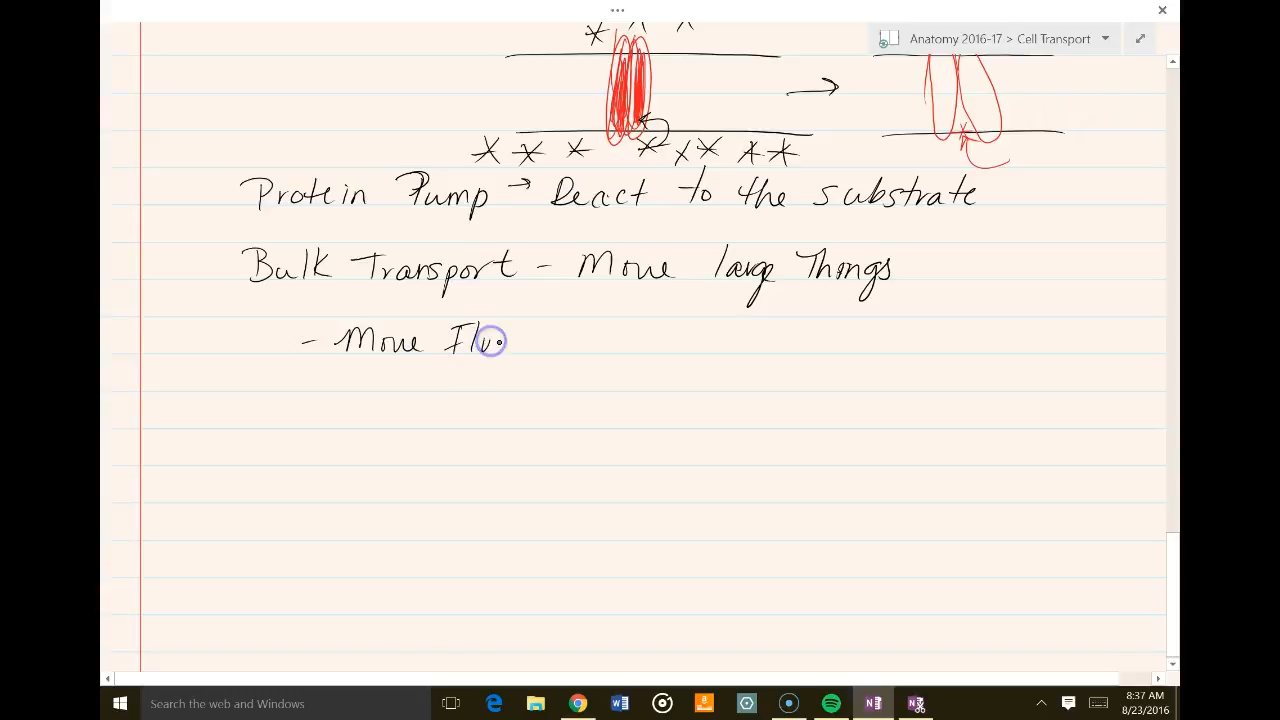 Anatomy 2016-17 > Cell Transport
Protein Pump → React to the substrate
Bulk Transport - Move large Things
- Move Flu
Search the web and Windows
8:37 AM
8/23/2016